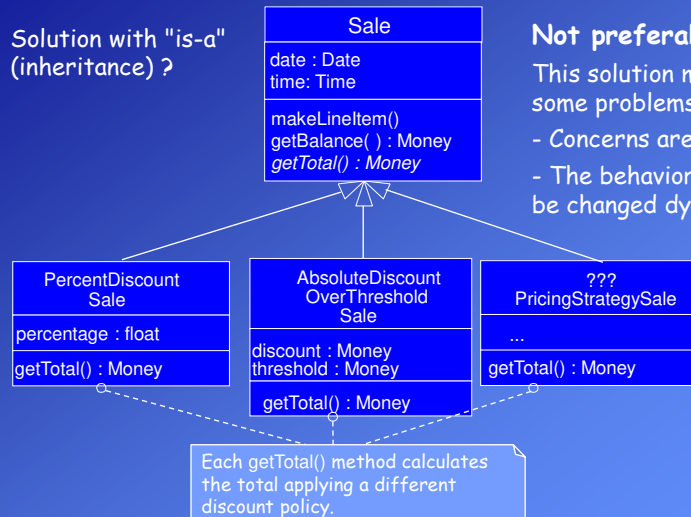 Solution with "is-a"
(inheritance) ?
Sale
date : Date
time: Time
makeLineItem()
getBalance( ) : Money
getTotal() : Money
This solution
some problems
- Concerns are
- The behavior
be changed
Not
PercentDiscount
Sale
percentage : float
getTotal() : Money
AbsoluteDiscount
OverThreshold
Sale
discount : Money
threshold : Money
getTotal() : Money
???
PricingStrategySale
...
getTotal() : Money
Each getTotal() method calculates
the total applying a different
discount policy.